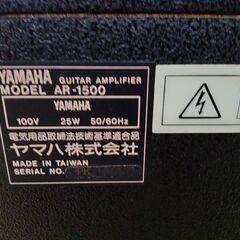 YAMAHA GUITAR AMPLIFIER
MODEL AR-1500
YAMAHA
100V 25W 50/60Hz
電気用品取締法技術基準適合品
ヤマハ株式会社
MADE IN TAIWAN
SERIAL NO.